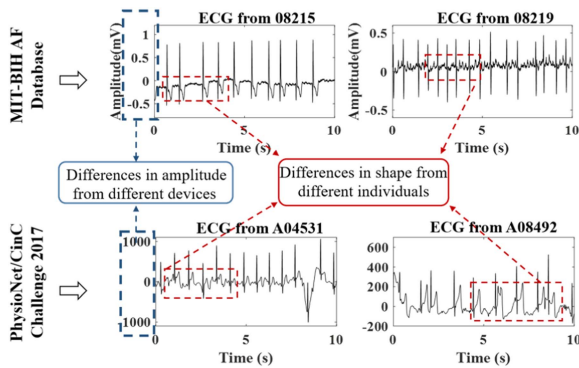 ECG from 08215
ECG from 08219
MIT-BIH AF
Database
Amplitude(mV)
1
0.5
0
-0.5
0
5
10
Time (s)
Amplitude(mV)
0.5
0
-0.5
0
5
10
Time (s)
Differences in amplitude
from different devices
Differences in shape from
different individuals
ECG from A04531
ECG from A08492
PhysioNet/CinC
Challenge 2017
1000
0
1000
0
5
10
Time (s)
600
400
200
0
-200
0
5
10
Time (s)